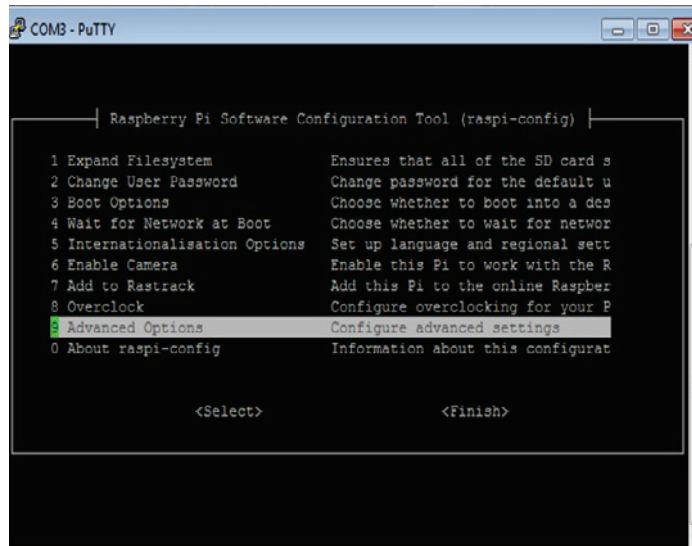 COM3 - PuTTY
Raspberry Pi Software Configuration Tool (raspi-config)
1 Expand Filesystem Ensures that all of the SD card s
2 Change User Password Change password for the default u
3 Boot Options Choose whether to boot into a des
4 Wait for Network at Boot Choose whether to wait for networ
5 Internationalisation Options Set up language and regional sett
6 Enable Camera Enable this Pi to work with the R
7 Add to Rastrack Add this Pi to the online Raspber
8 Overclock Configure overclocking for your P
9 Advanced Options Configure advanced settings
0 About raspi-config Information about this configurat
<Select> <Finish>